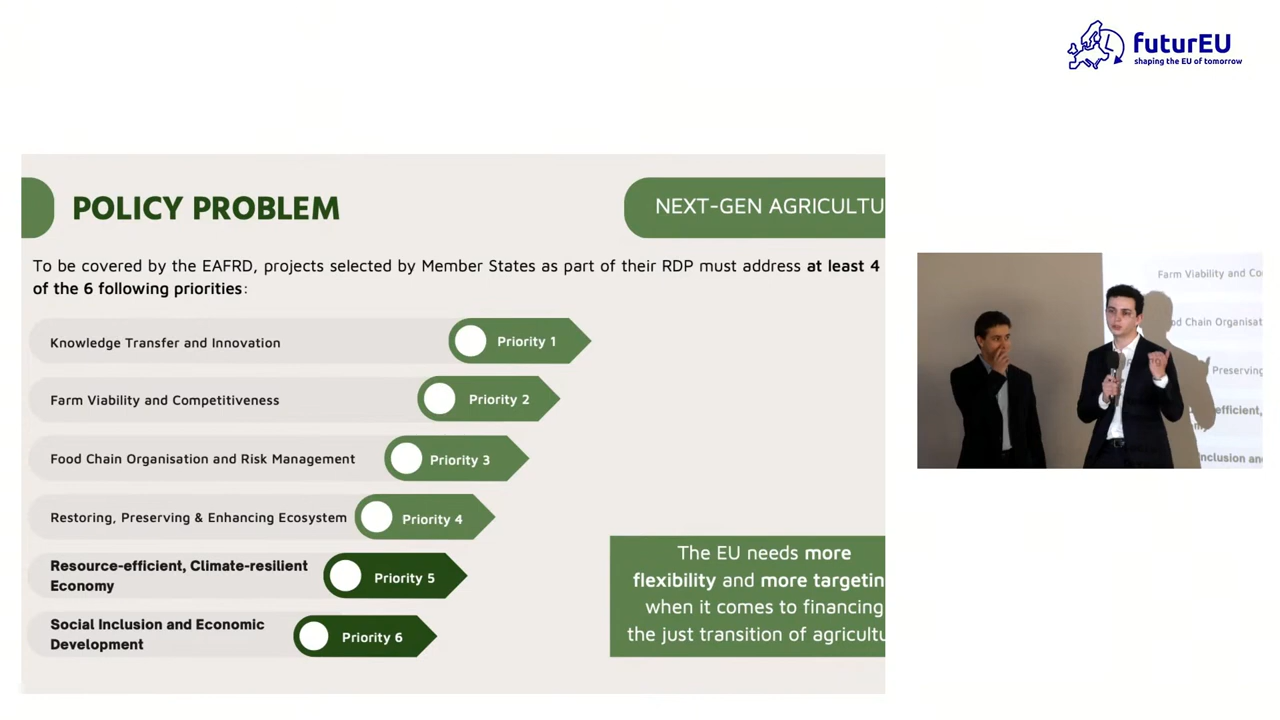 futurEU
shaping the EU of tomorrow
POLICY PROBLEM
NEXT-GEN AGRICULTU
To be covered by the EAFRD, projects selected by Member States as part of their RDP must address at least 4
of the 6 following priorities:
Knowledge Transfer and Innovation
Priority 1
Farm Viability and Competitiveness
Priority 2
Food Chain Organisation and Risk Management
Priority 3
Restoring, Preserving & Enhancing Ecosystem
Priority 4
Resource-efficient, Climate-resilient
Economy
Priority 5
Social Inclusion and Economic
Development
Priority 6
The EU needs more
flexibility and more targetin
when it comes to financing
the just transition of agricultu
Farm Viability and Co
od Chain Organisat
Preserving
efficient,
Inclusion an